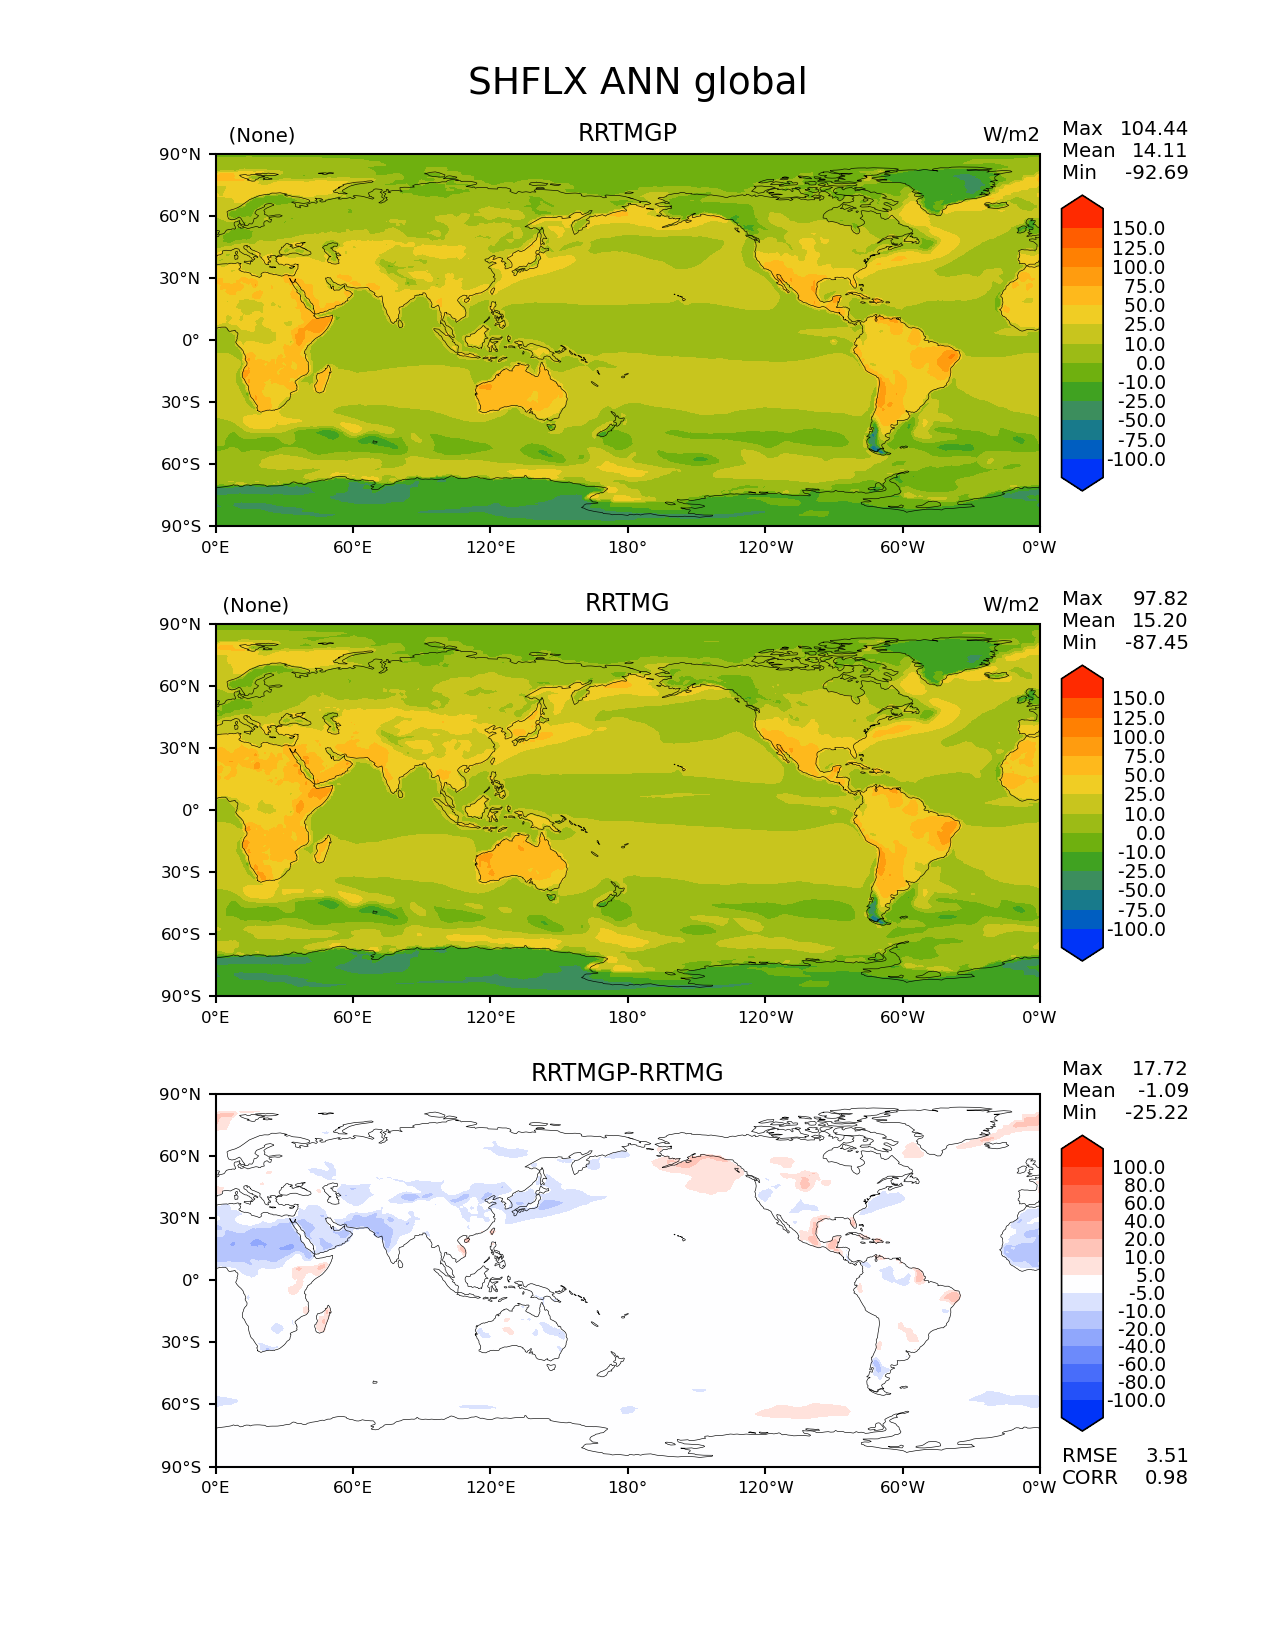 SHFLX ANN global
(None) RRTMGP W/m2
Max 104.44
Mean 14.11
Min -92.69
90°N
60°N
30°N
0°
30°S
60°S
90°S
0°E 60°E 120°E 180° 120°W 60°W 0°W
150.0
125.0
100.0
75.0
50.0
25.0
10.0
0.0
-10.0
-25.0
-50.0
-75.0
-100.0
(None) RRTMG W/m2
Max 97.82
Mean 15.20
Min -87.45
90°N
60°N
30°N
0°
30°S
60°S
90°S
0°E 60°E 120°E 180° 120°W 60°W 0°W
150.0
125.0
100.0
75.0
50.0
25.0
10.0
0.0
-10.0
-25.0
-50.0
-75.0
-100.0
RRTMGP-RRTMG
Max 17.72
Mean -1.09
Min -25.22
90°N
60°N
30°N
0°
30°S
60°S
90°S
0°E 60°E 120°E 180° 120°W 60°W 0°W
100.0
80.0
60.0
40.0
20.0
10.0
5.0
-5.0
-10.0
-20.0
-40.0
-60.0
-80.0
-100.0
RMSE 3.51
CORR 0.98